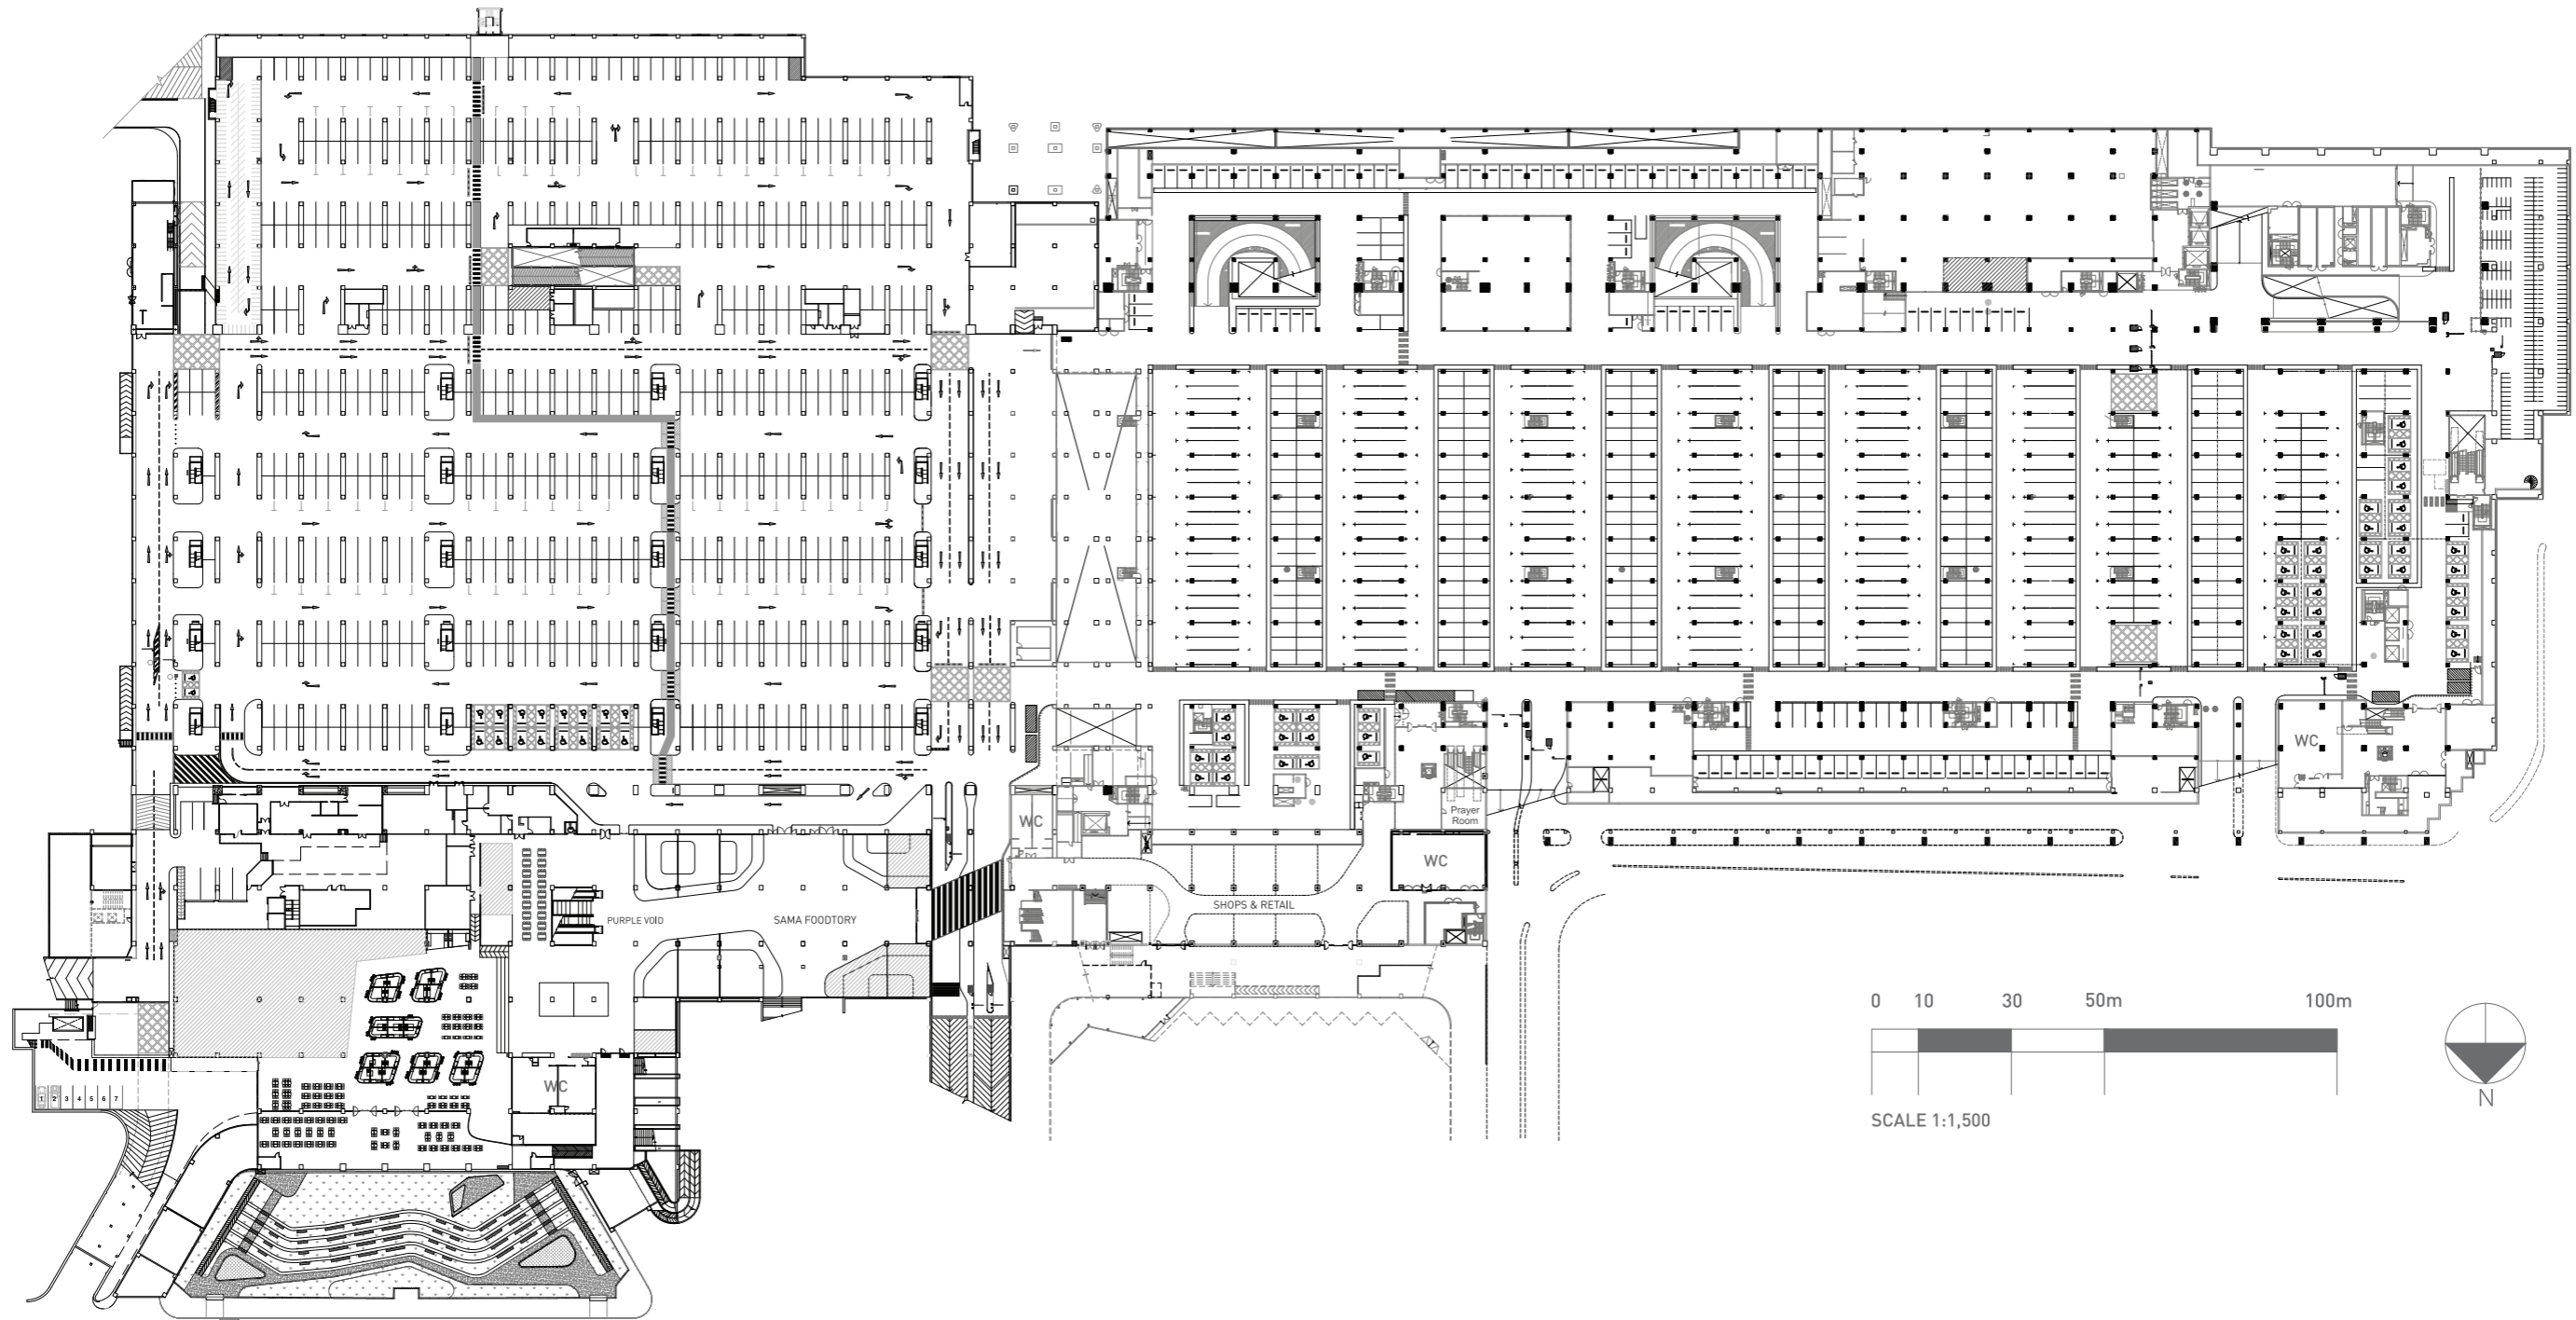 WC
Prayer
Room
WC
WC
SHOPS & RETAIL
PURPLE VOID
SAMA FOODTORY
0 10 30 50m 100m
SCALE 1:1,500
N
WC
1 2 3 4 5 6 7